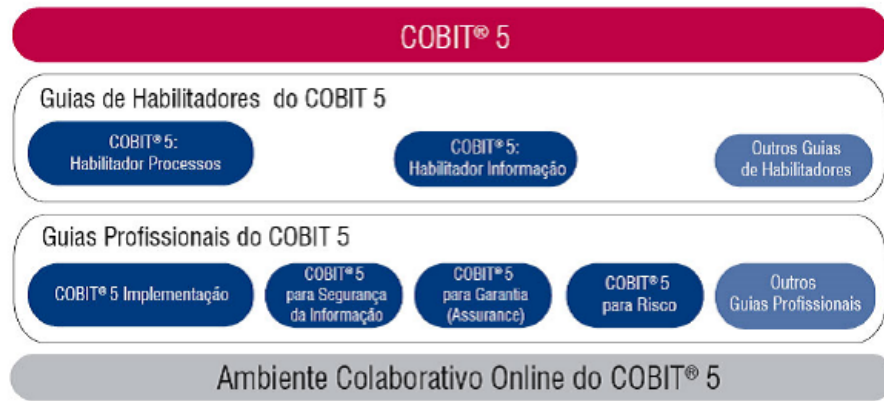 COBIT® 5
Guias de Habilitadores do COBIT 5
COBIT® 5:
Habilitador Processos
COBIT® 5:
Habilitador Informação
Outros Guias
de Habilitadores
Guias Profissionais do COBIT 5
COBIT® 5 Implementação
COBIT® 5
para Segurança
da Informação
COBIT® 5
para Garantia
(Assurance)
COBIT® 5
para Risco
Outros
Guias Profissionais
Ambiente Colaborativo Online do COBIT® 5